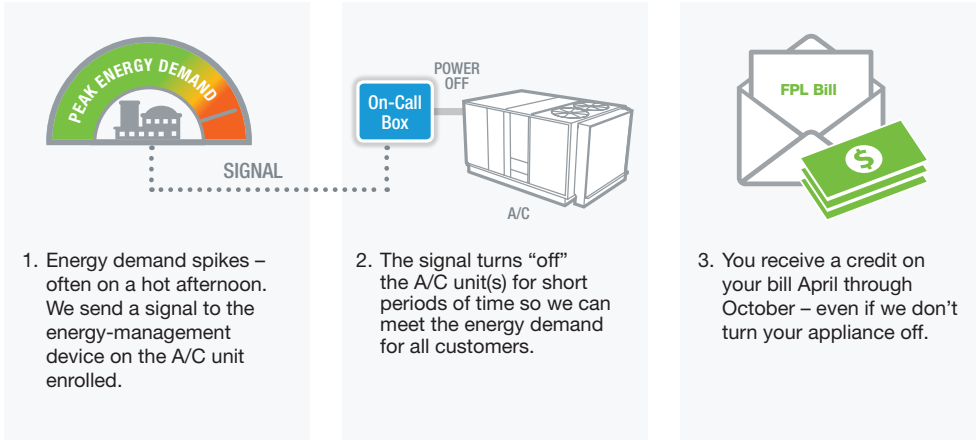 PEAK ENERGY DEMAND
SIGNAL
POWER
OFF
On-Call
Box
A/C
FPL Bill
$
1. Energy demand spikes –
often on a hot afternoon.
We send a signal to the
energy-management
device on the A/C unit
enrolled.
2. The signal turns “off”
the A/C unit(s) for short
periods of time so we can
meet the energy demand
for all customers.
3. You receive a credit on
your bill April through
October – even if we don’t
turn your appliance off.